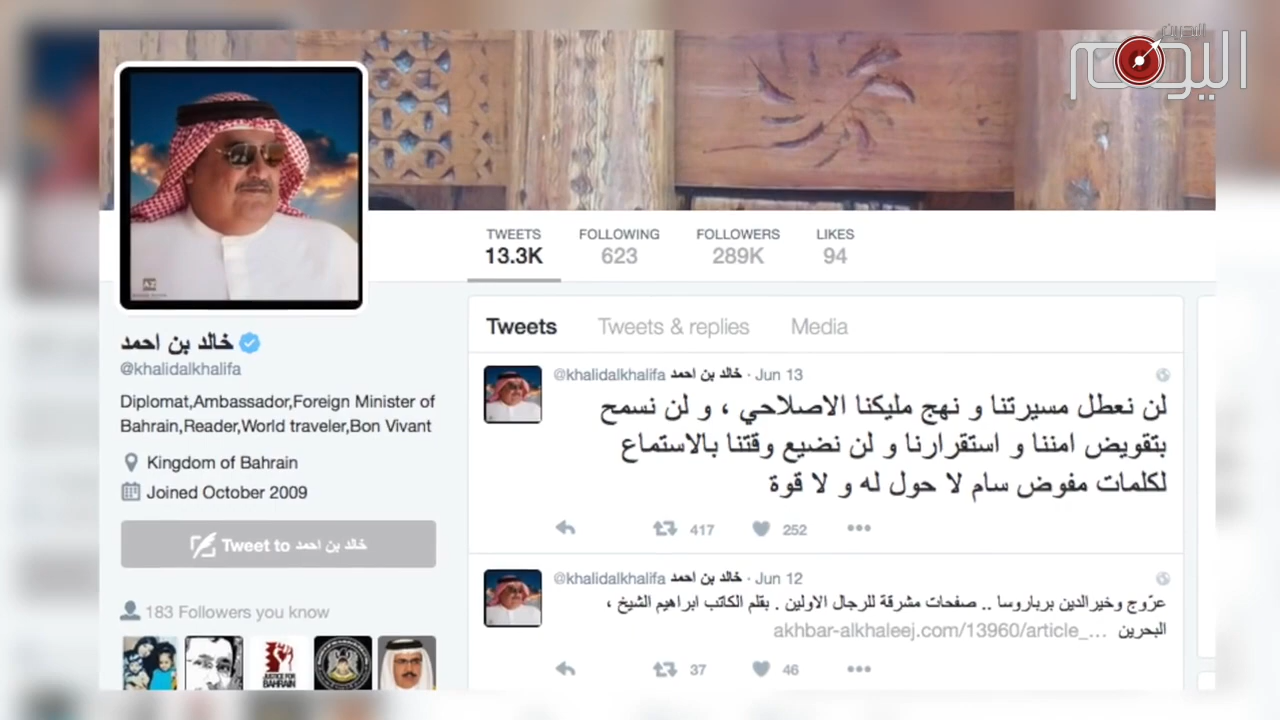 البحرين
اليوم
TWEETS FOLLOWING FOLLOWERS LIKES
13.3K 623 289K 94
خالد بن احمد
@khalidalkhalifa
Diplomat,Ambassador,Foreign Minister of
Bahrain,Reader,World traveler,Bon Vivant
Kingdom of Bahrain
Joined October 2009
Tweet to خالد بن احمد
183 Followers you know
JUSTICE FOR
BAHRAIN
Tweets Tweets & replies Media
@khalidalkhalifa خالد بن احمد · Jun 13
لن نعطل مسيرتنا و نهج مليكنا الاصلاحي ، و لن نسمح
بتقويض امننا و استقرارنا و لن نضيع وقتنا بالاستماع
لكلمات مفوض سام لا حول له و لا قوة
417 252
@khalidalkhalifa خالد بن احمد · Jun 12
عرّوج وخيرالدين برباروسا .. صفحات مشرقة للرجال الاولين . بقلم الكاتب ابراهيم الشيخ ،
البحرين akhbar-alkhaleej.com/13960/article_...
37 46